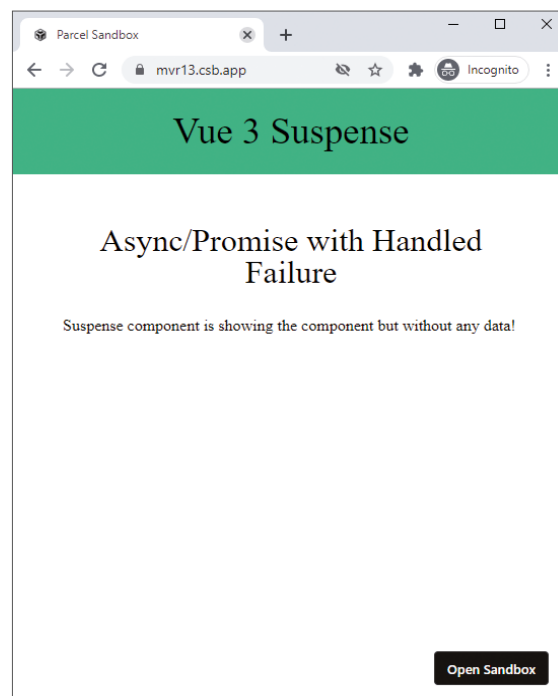 Parcel Sandbox
mvr13.csb.app
Incognito
Vue 3 Suspense
Async/Promise with Handled
Failure
Suspense component is showing the component but without any data!
Open Sandbox